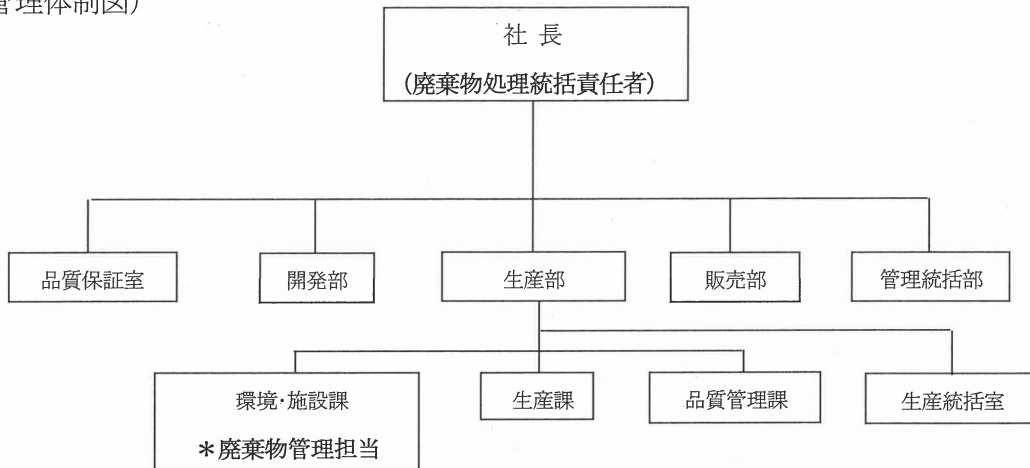 管理体制図)
社 長
(廃棄物処理統括責任者)
品質保証室
開発部
生産部
販売部
管理統括部
環境・施設課
生産課
品質管理課
生産統括室
＊廃棄物管理担当